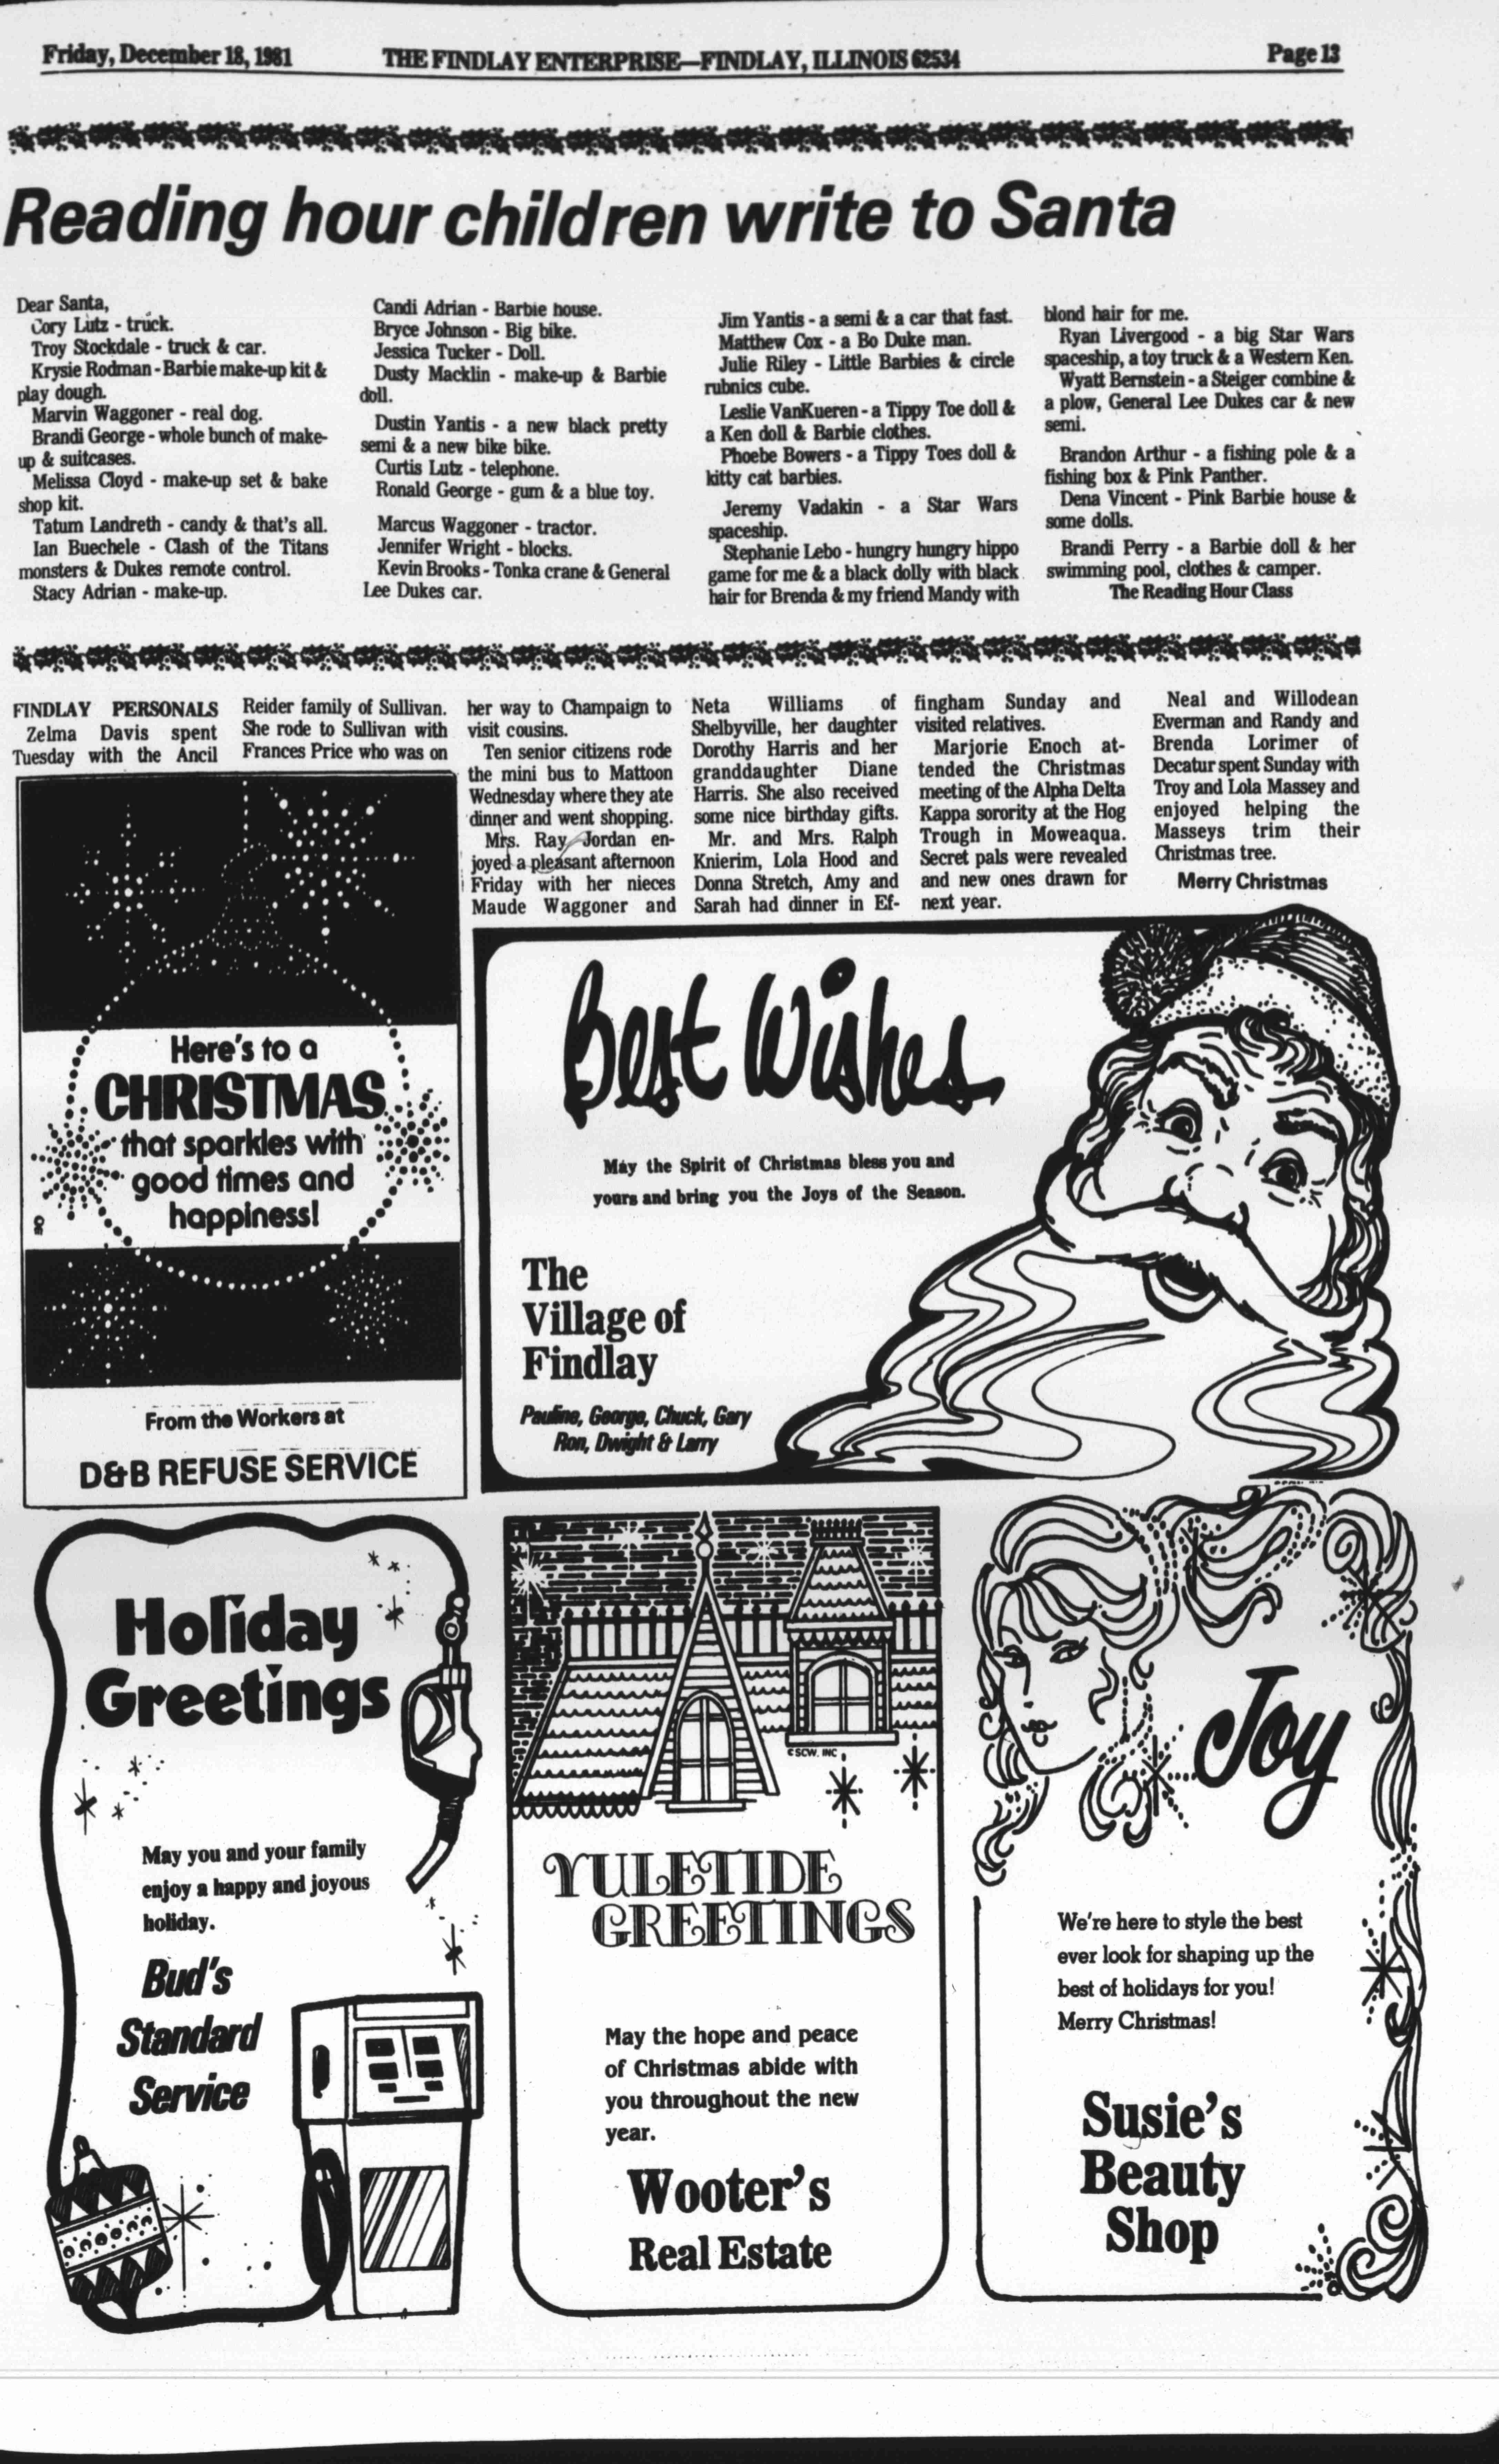 Friday, December 18, 1981
THE FINDLAY ENTERPRISE—FINDLAY, ILLINOIS 62534
Page 13
Reading hour children write to Santa
Dear Santa,
Cory Lutz - truck.
Troy Stockdale - truck & car.
Krysie Rodman - Barbie make-up kit &
play dough.
Marvin Waggoner - real dog.
Brandi George - whole bunch of make-
up & suitcases.
Melissa Cloyd - make-up set & bake
shop kit.
Tatum Landreth - candy & that's all.
Ian Buechele - Clash of the Titans
monsters & Dukes remote control.
Stacy Adrian - make-up.
Candi Adrian - Barbie house.
Bryce Johnson - Big bike.
Jessica Tucker - Doll.
Dusty Macklin - make-up & Barbie
doll.
Dustin Yantis - a new black pretty
semi & a new bike bike.
Curtis Lutz - telephone.
Ronald George - gum & a blue toy.
Marcus Waggoner - tractor.
Jennifer Wright - blocks.
Kevin Brooks - Tonka crane & General
Lee Dukes car.
Jim Yantis - a semi & a car that fast.
Matthew Cox - a Bo Duke man.
Julie Riley - Little Barbies & circle
rubnics cube.
Leslie VanKueren - a Tippy Toe doll &
a Ken doll & Barbie clothes.
Phoebe Bowers - a Tippy Toes doll &
kitty cat barbies.
Jeremy Vadakin - a Star Wars
spaceship.
Stephanie Lebo - hungry hungry hippo
game for me & a black dolly with black
hair for Brenda & my friend Mandy with
blond hair for me.
Ryan Livergood - a big Star Wars
spaceship, a toy truck & a Western Ken.
Wyatt Bernstein - a Steiger combine &
a plow, General Lee Dukes car & new
semi.
Brandon Arthur - a fishing pole & a
fishing box & Pink Panther.
Dena Vincent - Pink Barbie house &
some dolls.
Brandi Perry - a Barbie doll & her
swimming pool, clothes & camper.
The Reading Hour Class
FINDLAY PERSONALS
Zelma Davis spent
Tuesday with the Ancil
Reider family of Sullivan.
She rode to Sullivan with
Frances Price who was on
her way to Champaign to
visit cousins.
Ten senior citizens rode
the mini bus to Mattoon
Wednesday where they ate
dinner and went shopping.
Mrs. Ray Jordan en-
joyed a pleasant afternoon
Friday with her nieces
Maude Waggoner and
Neta Williams of
Shelbyville, her daughter
Dorothy Harris and her
granddaughter Diane
Harris. She also received
some nice birthday gifts.
Mr. and Mrs. Ralph
Knierim, Lola Hood and
Donna Stretch, Amy and
Sarah had dinner in Ef-
fingham Sunday and
visited relatives.
Marjorie Enoch at-
tended the Christmas
meeting of the Alpha Delta
Kappa sorority at the Hog
Trough in Moweaqua.
Secret pals were revealed
and new ones drawn for
next year.
Neal and Willodean
Everman and Randy and
Brenda Lorimer of
Decatur spent Sunday with
Troy and Lola Massey and
enjoyed helping the
Masseys trim their
Christmas tree.
Merry Christmas
Here's to a
CHRISTMAS
that sparkles with
good times and
happiness!
From the Workers at
D&B REFUSE SERVICE
Best Wishes
May the Spirit of Christmas bless you and
yours and bring you the Joys of the Season.
The
Village of
Findlay
Pauline, George, Chuck, Gary
Ron, Dwight & Larry
Holiday
Greetings
May you and your family
enjoy a happy and joyous
holiday.
Bud's
Standard
Service
©SCW. INC
YULETIDE
GREETINGS
May the hope and peace
of Christmas abide with
you throughout the new
year.
Wooter's
Real Estate
Joy
We're here to style the best
ever look for shaping up the
best of holidays for you!
Merry Christmas!
Susie's
Beauty
Shop